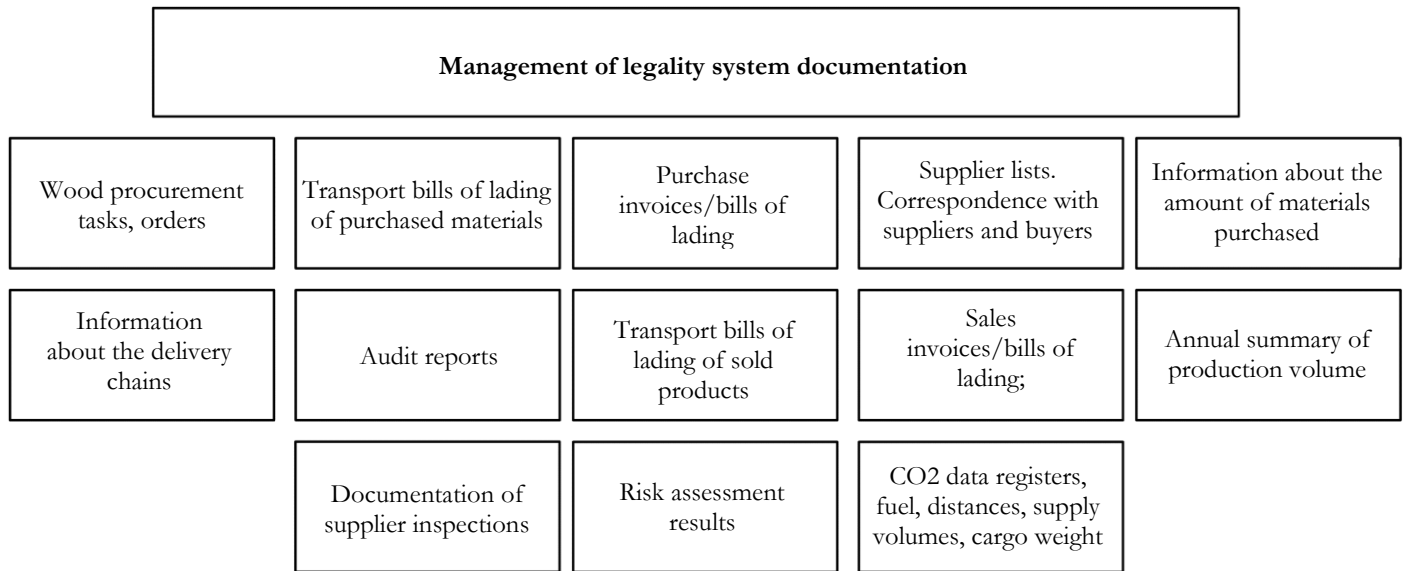 Management of legality system documentation
Wood procurement
tasks, orders
Transport bills of lading
of purchased materials
Purchase
invoices/bills of
lading
Supplier lists.
Correspondence with
suppliers and buyers
Information about the
amount of materials
purchased
Information
about the delivery
chains
Audit reports
Transport bills of
lading of sold
products
Sales
invoices/bills of
lading;
Annual summary of
production volume
Documentation of
supplier inspections
Risk assessment
results
CO2 data registers,
fuel, distances, supply
volumes, cargo weight